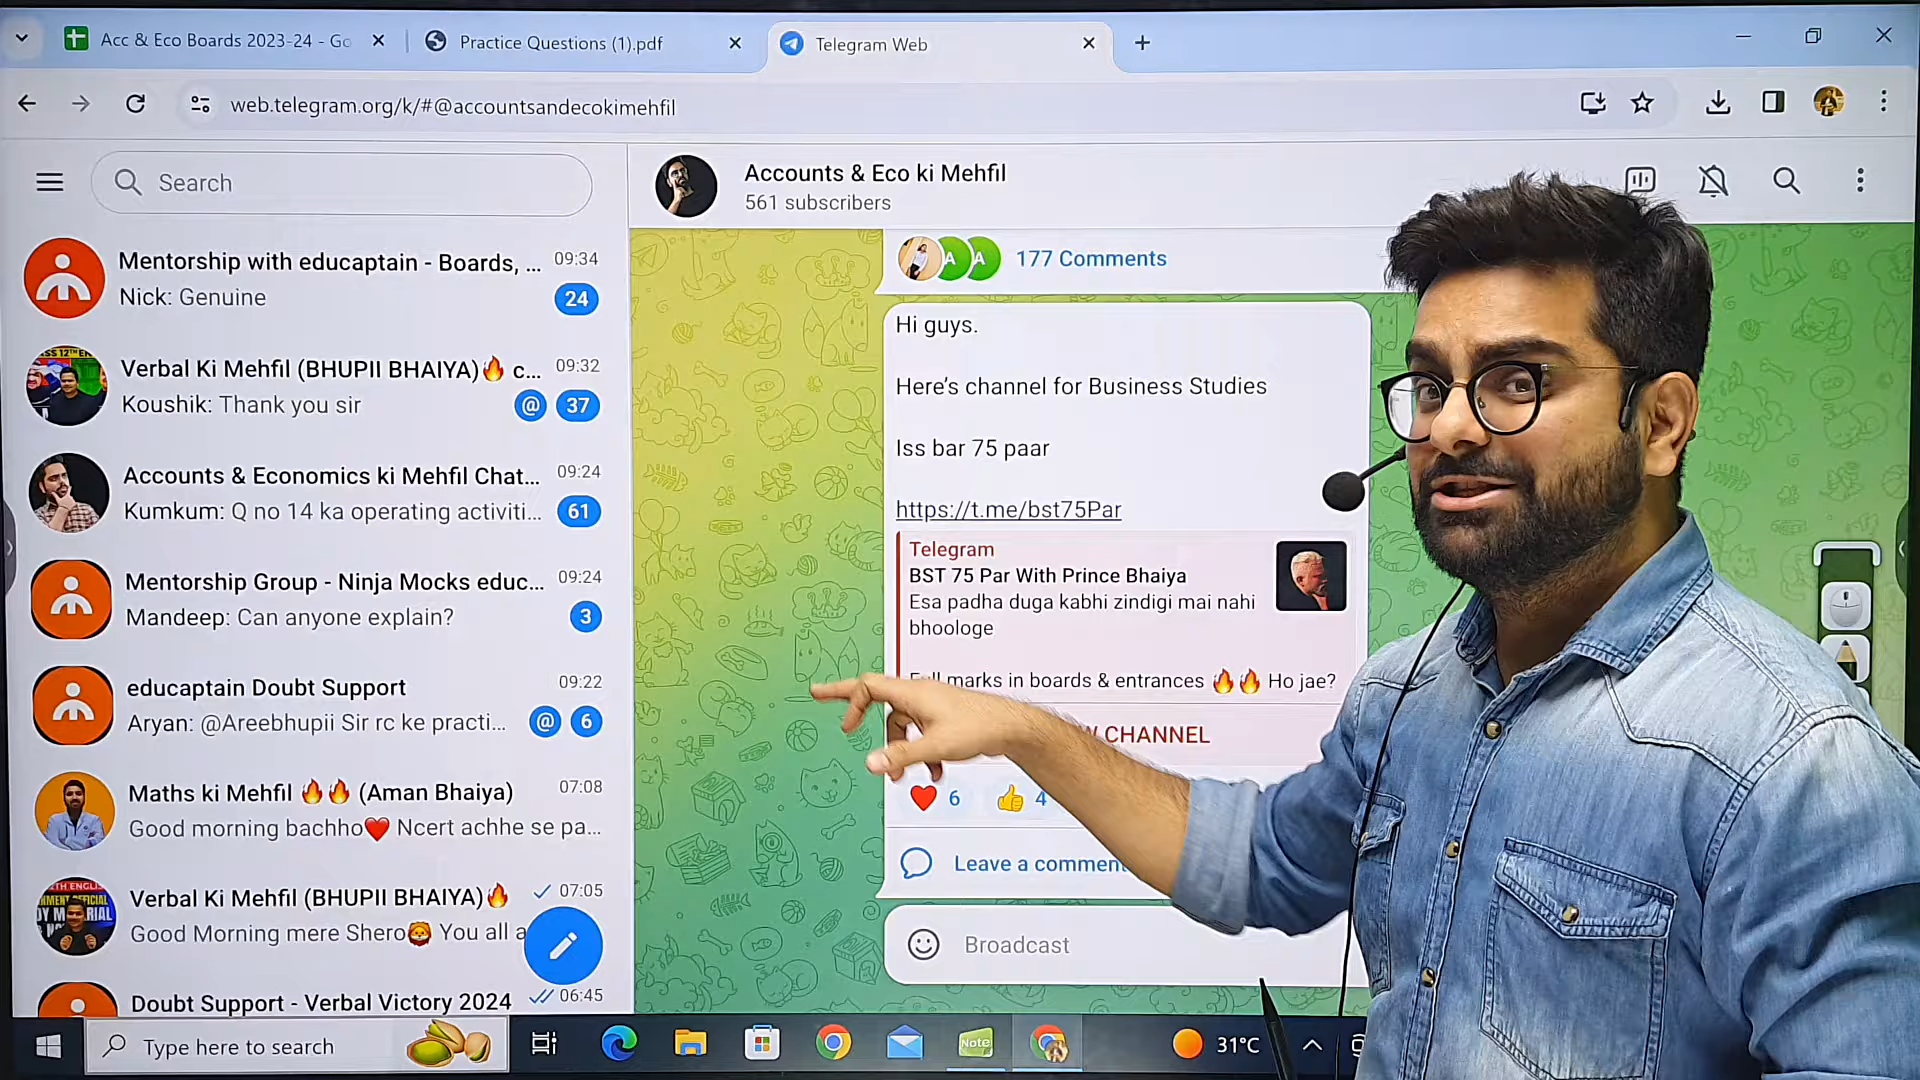 Acc & Eco Boards 2023-24 - Go
Practice Questions (1).pdf
Telegram Web
web.telegram.org/k/#@accountsandecokimehfil
Search
Mentorship with educaptain - Boards, ...
09:34
Nick: Genuine
24
Verbal Ki Mehfil (BHUPII BHAIYA)🔥 c...
09:32
Koushik: Thank you sir
@ 37
Accounts & Economics ki Mehfil Chat...
09:24
Kumkum: Q no 14 ka operating activiti...
61
Mentorship Group - Ninja Mocks educ...
09:24
Mandeep: Can anyone explain?
3
educaptain Doubt Support
09:22
Aryan: @Areebhupii Sir rc ke practi...
@ 6
Maths ki Mehfil 🔥🔥 (Aman Bhaiya)
07:08
Good morning bachho❤️ Ncert achhe se pa...
Verbal Ki Mehfil (BHUPII BHAIYA)🔥
07:05
Good Morning mere Shero🦁 You all a
Doubt Support - Verbal Victory 2024
06:45
Accounts & Eco ki Mehfil
561 subscribers
A A
177 Comments
Hi guys.
Here's channel for Business Studies
Iss bar 75 paar
https://t.me/bst75Par
Telegram
BST 75 Par With Prince Bhaiya
Esa padha duga kabhi zindigi mai nahi
bhoologe
marks in boards & entrances 🔥🔥 Ho jae?
CHANNEL
❤️ 6 👍 4
Leave a comment
Broadcast
Type here to search
Note
31°C